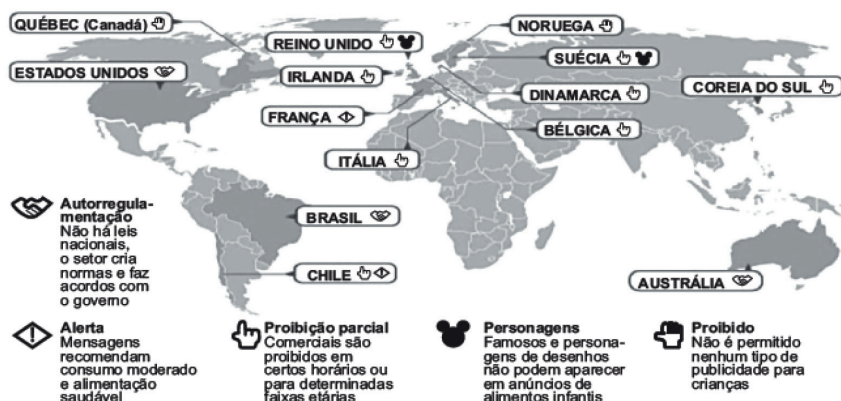 QUÉBEC (Canadá)
ESTADOS UNIDOS
REINO UNIDO
IRLANDA
FRANÇA
ITÁLIA
NORUEGA
SUÉCIA
DINAMARCA
BÉLGICA
COREIA DO SUL
BRASIL
CHILE
AUSTRÁLIA
Autorregula-
mentação
Não há leis
nacionais,
o setor cria
normas e faz
acordos com
o governo
Alerta
Mensagens
recomendam
consumo moderado
e alimentação
saudável
Proibição parcial
Comerciais são
proibidos em
certos horários ou
para determinadas
faixas etárias
Personagens
Famosos e persona-
gens de desenhos
não podem aparecer
em anúncios de
alimentos infantis
Proibido
Não é permitido
nenhum tipo de
publicidade para
crianças